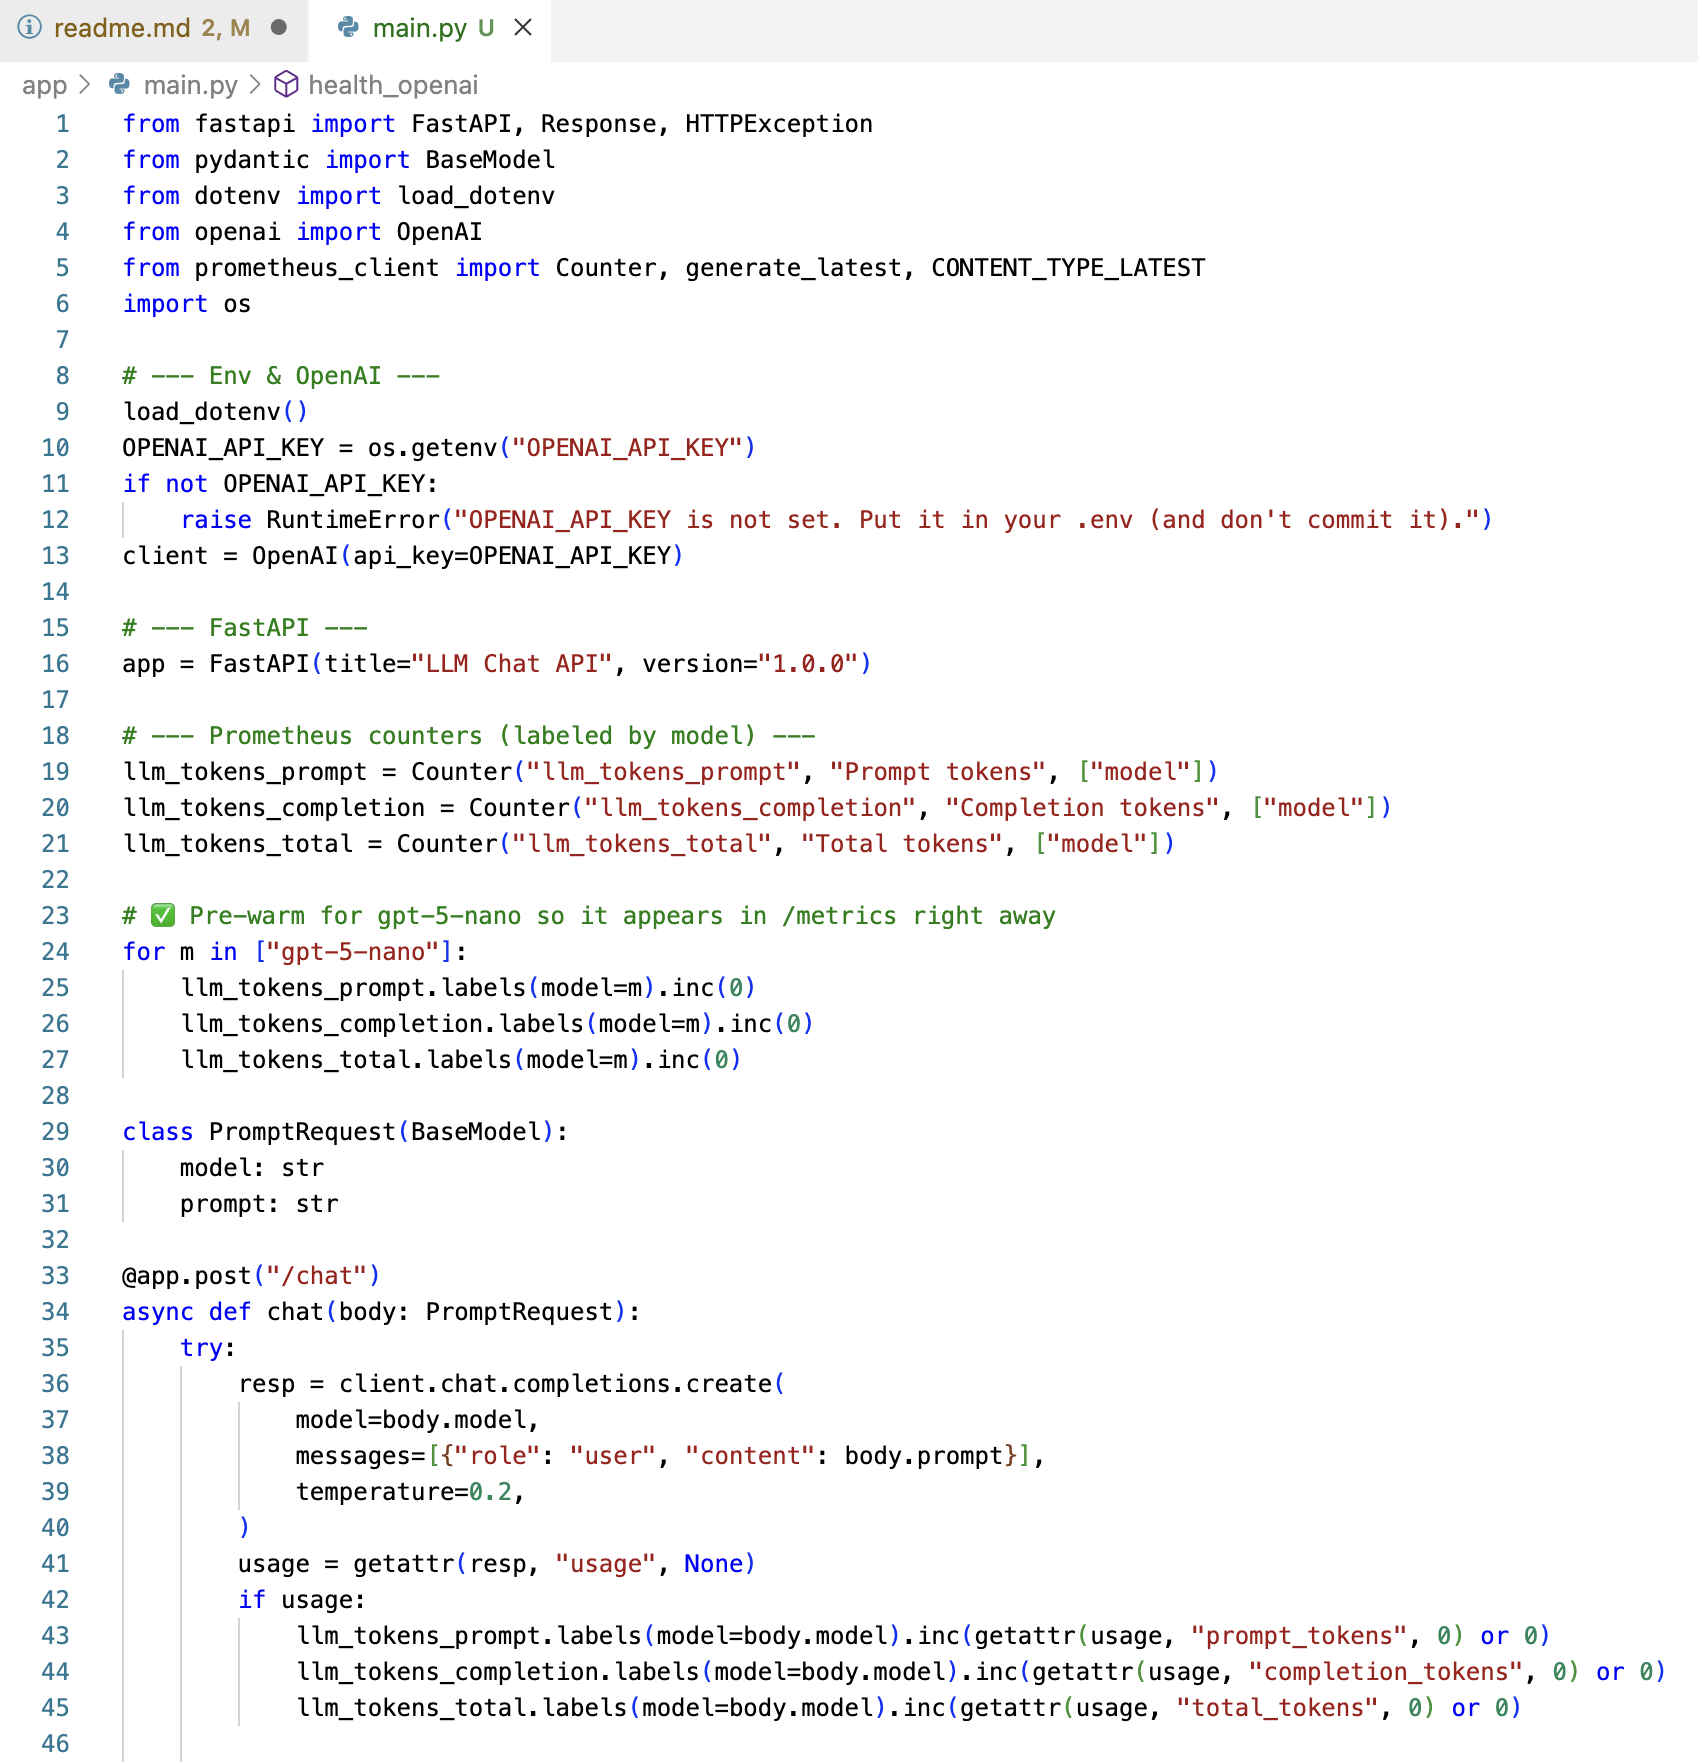 readme.md 2, M
main.py U
app > main.py > health_openai
1 from fastapi import FastAPI, Response, HTTPException
2 from pydantic import BaseModel
3 from dotenv import load_dotenv
4 from openai import OpenAI
5 from prometheus_client import Counter, generate_latest, CONTENT_TYPE_LATEST
6 import os
7
8 # --- Env & OpenAI ---
9 load_dotenv()
10 OPENAI_API_KEY = os.getenv("OPENAI_API_KEY")
11 if not OPENAI_API_KEY:
12     raise RuntimeError("OPENAI_API_KEY is not set. Put it in your .env (and don't commit it).")
13 client = OpenAI(api_key=OPENAI_API_KEY)
14
15 # --- FastAPI ---
16 app = FastAPI(title="LLM Chat API", version="1.0.0")
17
18 # --- Prometheus counters (labeled by model) ---
19 llm_tokens_prompt = Counter("llm_tokens_prompt", "Prompt tokens", ["model"])
20 llm_tokens_completion = Counter("llm_tokens_completion", "Completion tokens", ["model"])
21 llm_tokens_total = Counter("llm_tokens_total", "Total tokens", ["model"])
22
23 # ✅ Pre-warm for gpt-5-nano so it appears in /metrics right away
24 for m in ["gpt-5-nano"]:
25     llm_tokens_prompt.labels(model=m).inc(0)
26     llm_tokens_completion.labels(model=m).inc(0)
27     llm_tokens_total.labels(model=m).inc(0)
28
29 class PromptRequest(BaseModel):
30     model: str
31     prompt: str
32
33 @app.post("/chat")
34 async def chat(body: PromptRequest):
35     try:
36         resp = client.chat.completions.create(
37             model=body.model,
38             messages=[{"role": "user", "content": body.prompt}],
39             temperature=0.2,
40         )
41         usage = getattr(resp, "usage", None)
42         if usage:
43             llm_tokens_prompt.labels(model=body.model).inc(getattr(usage, "prompt_tokens", 0) or 0)
44             llm_tokens_completion.labels(model=body.model).inc(getattr(usage, "completion_tokens", 0) or 0)
45             llm_tokens_total.labels(model=body.model).inc(getattr(usage, "total_tokens", 0) or 0)
46